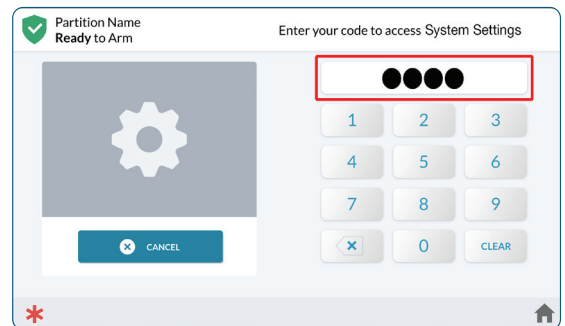 Partition Name
Ready to Arm
Enter your code to access System Settings
1 2 3
4 5 6
7 8 9
0 CLEAR
CANCEL